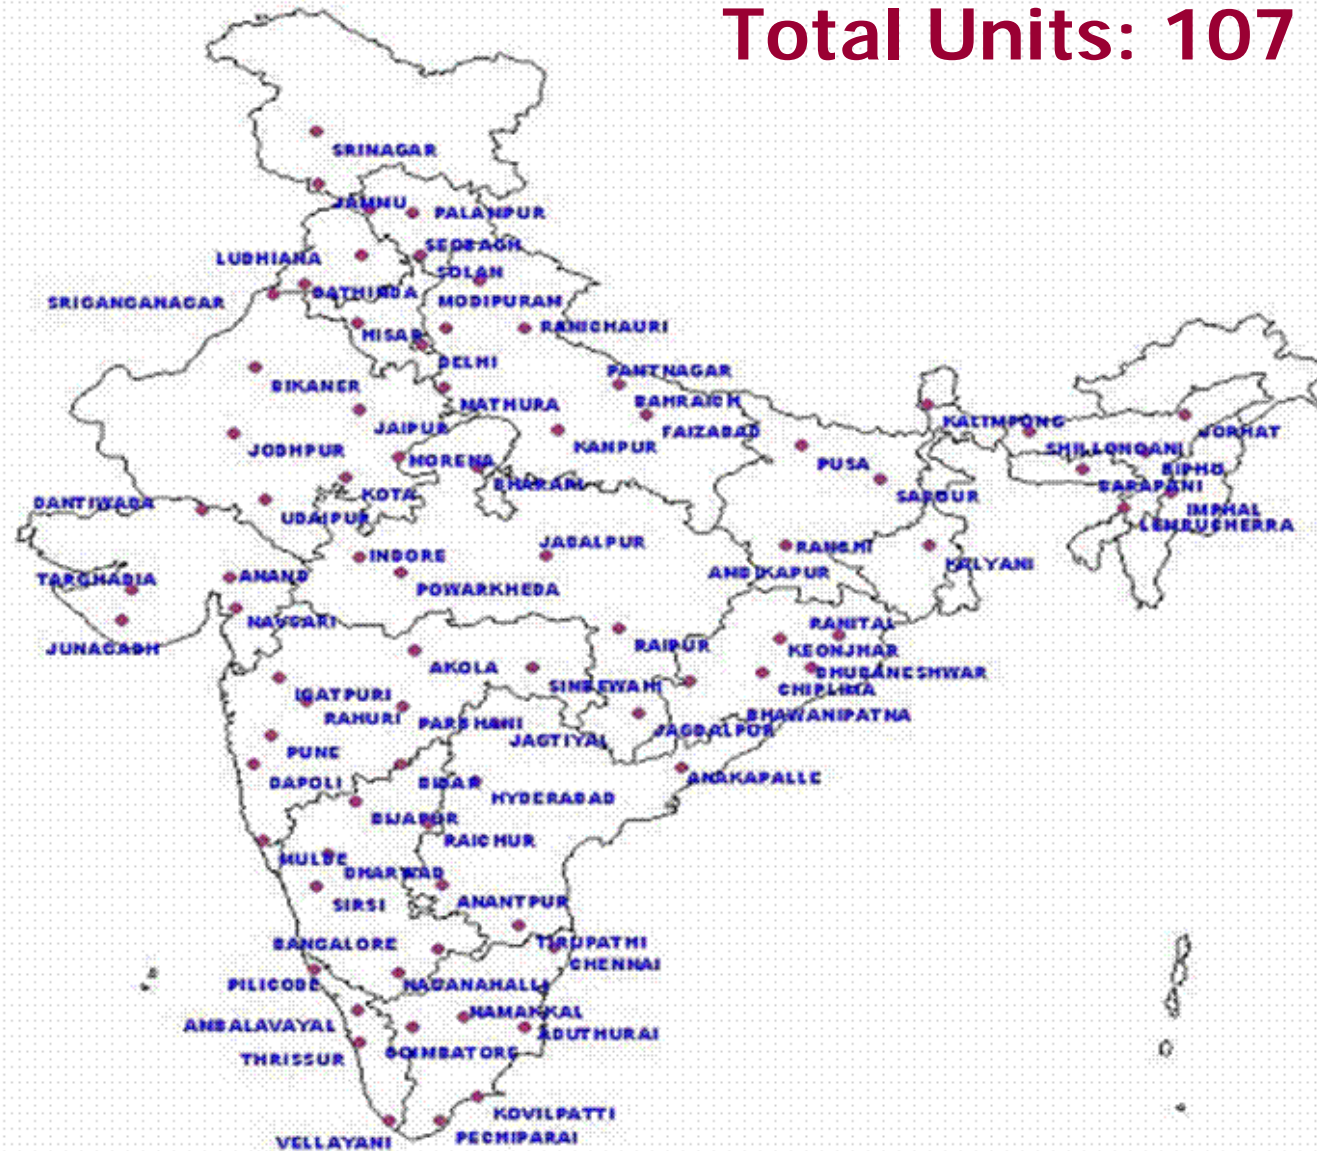 Total Units: 107
SRINAGAR
JAMMU
PALAMPUR
SEOBAGH
LUDHIANA
SOLAN
BATHINDA
SRIGANGANAGAR
MODIPURAM
HISAR
RANICHAURI
DELHI
PANTNAGAR
BIKANER
MATHURA
BAHRAICH
JAIPUR
FAIZABAD
KALIMPONG
JORHAT
JODHPUR
MORENA
KANPUR
PUSA
SHILLONGANI
BHARARI
DIPHU
BARAPANI
DANTIWADA
KOTA
SABOUR
IMPHAL
UDAIPUR
LEMBUCHERRA
INDORE
JABALPUR
RANCHI
KALYANI
TARGHADIA
ANAND
POWARKHEDA
AMBIKAPUR
NAVSARI
RANITAL
JUNAGADH
RAIPUR
KEONJHAR
AKOLA
BHUBANESHWAR
SINDEWAHI
CHIPLIMA
IGATPURI
RAHURI
PARBHANI
BHAWANIPATNA
JAGTIYAL
JAGDALPUR
PUNE
DAPOLI
BIDAR
HYDERABAD
ANAKAPALLE
BIJAPUR
RAICHUR
MULDE
DHARWAD
SIRSI
ANANTPUR
BANGALORE
TIRUPATHI
CHENNAI
PILICODE
NAGANAHALLI
NAMAKKAL
AMBALAVAYAL
ADUTHURAI
THRISSUR
COIMBATORE
KOVILPATTI
VELLAYANI
PECHIPARAI